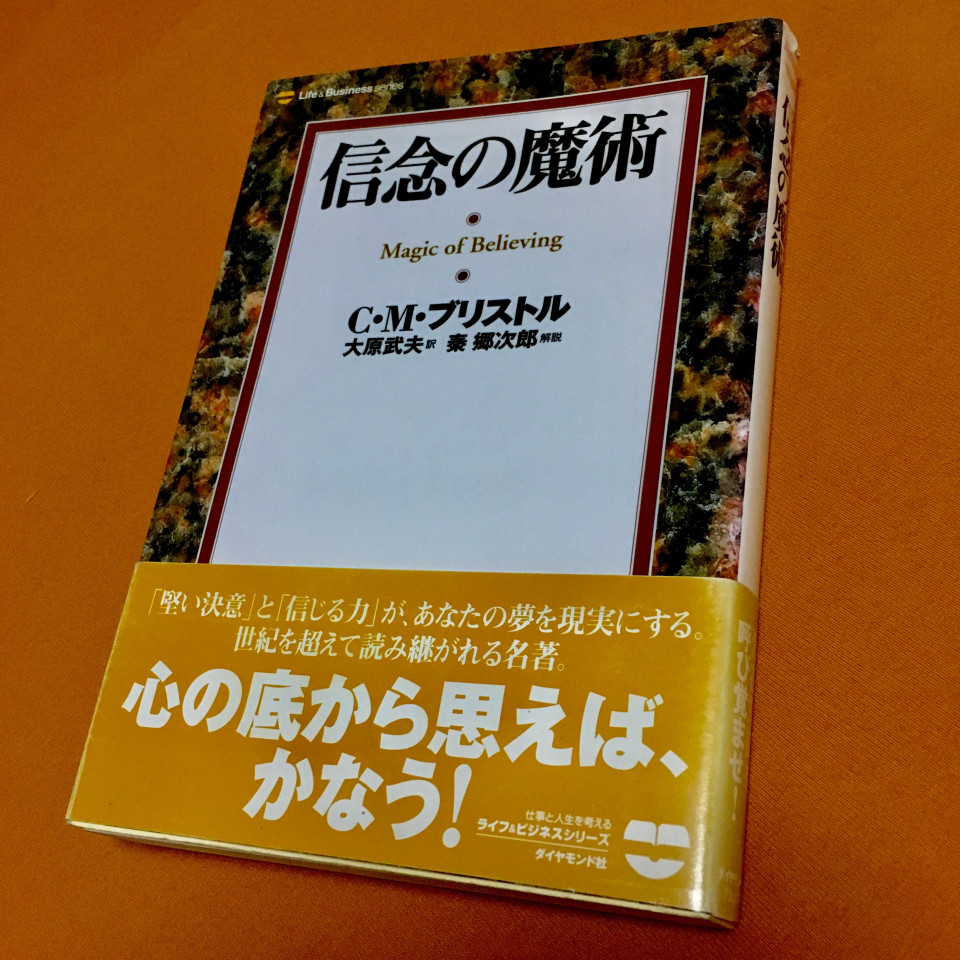 Life & Business series
信念の魔術
Magic of Believing
C・M・ブリストル
大原武夫 訳 秦 郷次郎 解説
「堅い決意」と「信じる力」が、あなたの夢を現実にする。
世紀を超えて読み継がれる名著。
心の底から思えば、
かなう!
仕事と人生を考える
ライフ&ビジネスシリーズ
ダイヤモンド社
信念の魔術
呼び覚ませ!